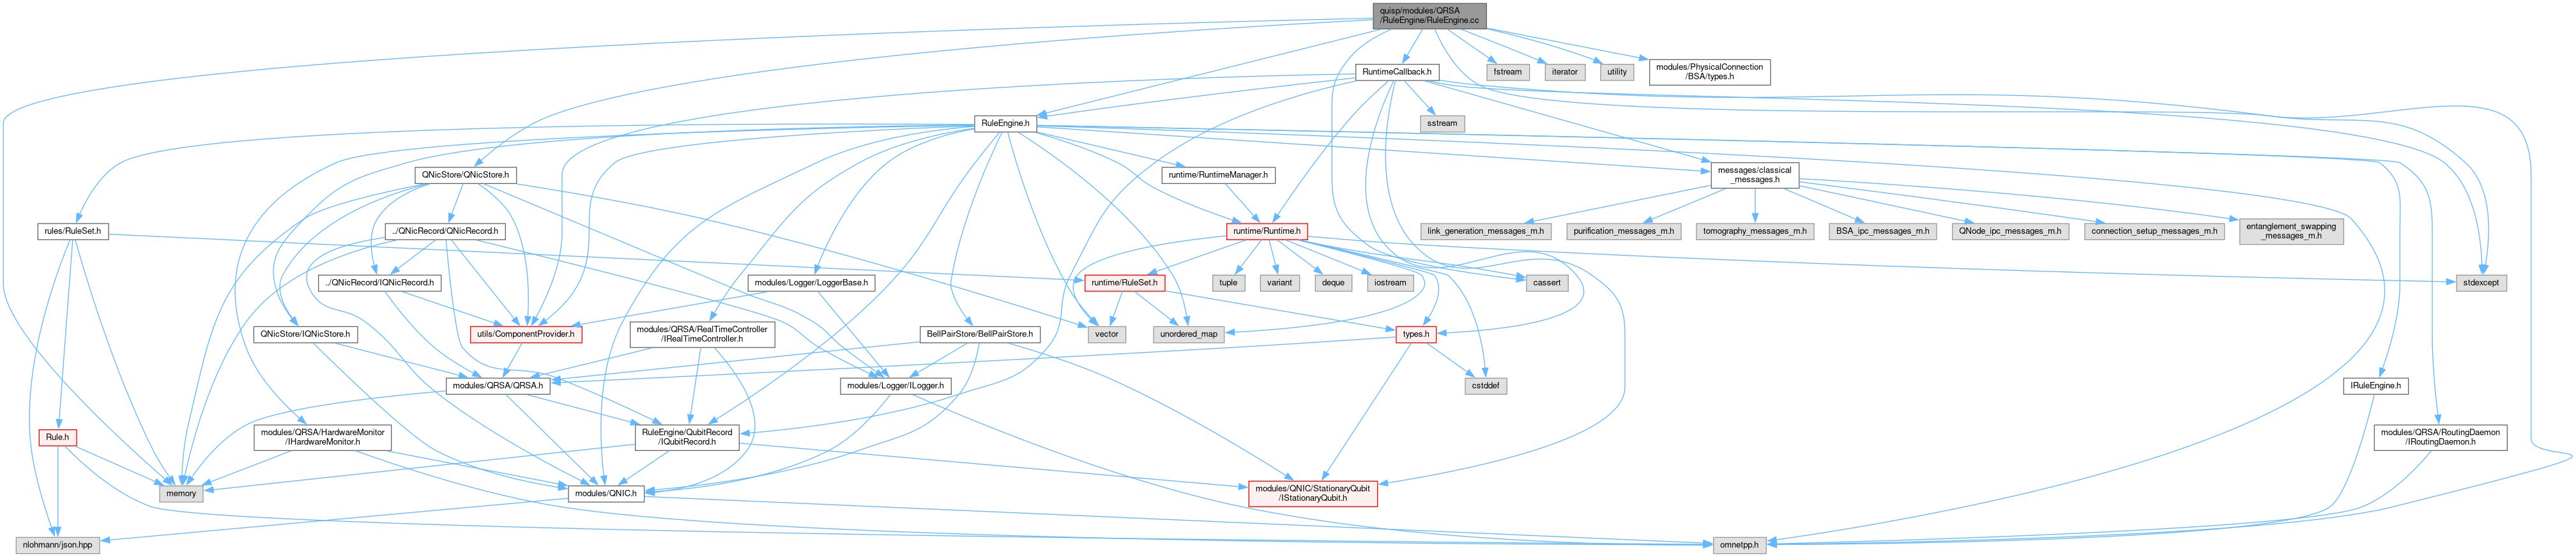 quisp/modules/QRSA
/RuleEngine/RuleEngine.cc
RuntimeCallback.h
fstream
iterator
utility
modules/PhysicalConnection
/BSA/types.h
RuleEngine.h
sstream
QNicStore/QNicStore.h
runtime/RuntimeManager.h
messages/classical
_messages.h
rules/RuleSet.h
../QNicRecord/QNicRecord.h
runtime/Runtime.h
link_generation_messages_m.h
purification_messages_m.h
tomography_messages_m.h
BSA_ipc_messages_m.h
QNode_ipc_messages_m.h
connection_setup_messages_m.h
entanglement_swapping
_messages_m.h
../QNicRecord/IQNicRecord.h
modules/Logger/LoggerBase.h
runtime/RuleSet.h
tuple
variant
deque
iostream
cassert
stdexcept
QNicStore/IQNicStore.h
utils/ComponentProvider.h
modules/QRSA/RealTimeController
/IRealTimeController.h
BellPairStore/BellPairStore.h
vector
unordered_map
types.h
modules/QRSA/QRSA.h
modules/Logger/ILogger.h
cstddef
IRuleEngine.h
Rule.h
modules/QRSA/HardwareMonitor
/IHardwareMonitor.h
RuleEngine/QubitRecord
/IQubitRecord.h
modules/QRSA/RoutingDaemon
/IRoutingDaemon.h
memory
modules/QNIC.h
modules/QNIC/StationaryQubit
/IStationaryQubit.h
nlohmann/json.hpp
omnetpp.h